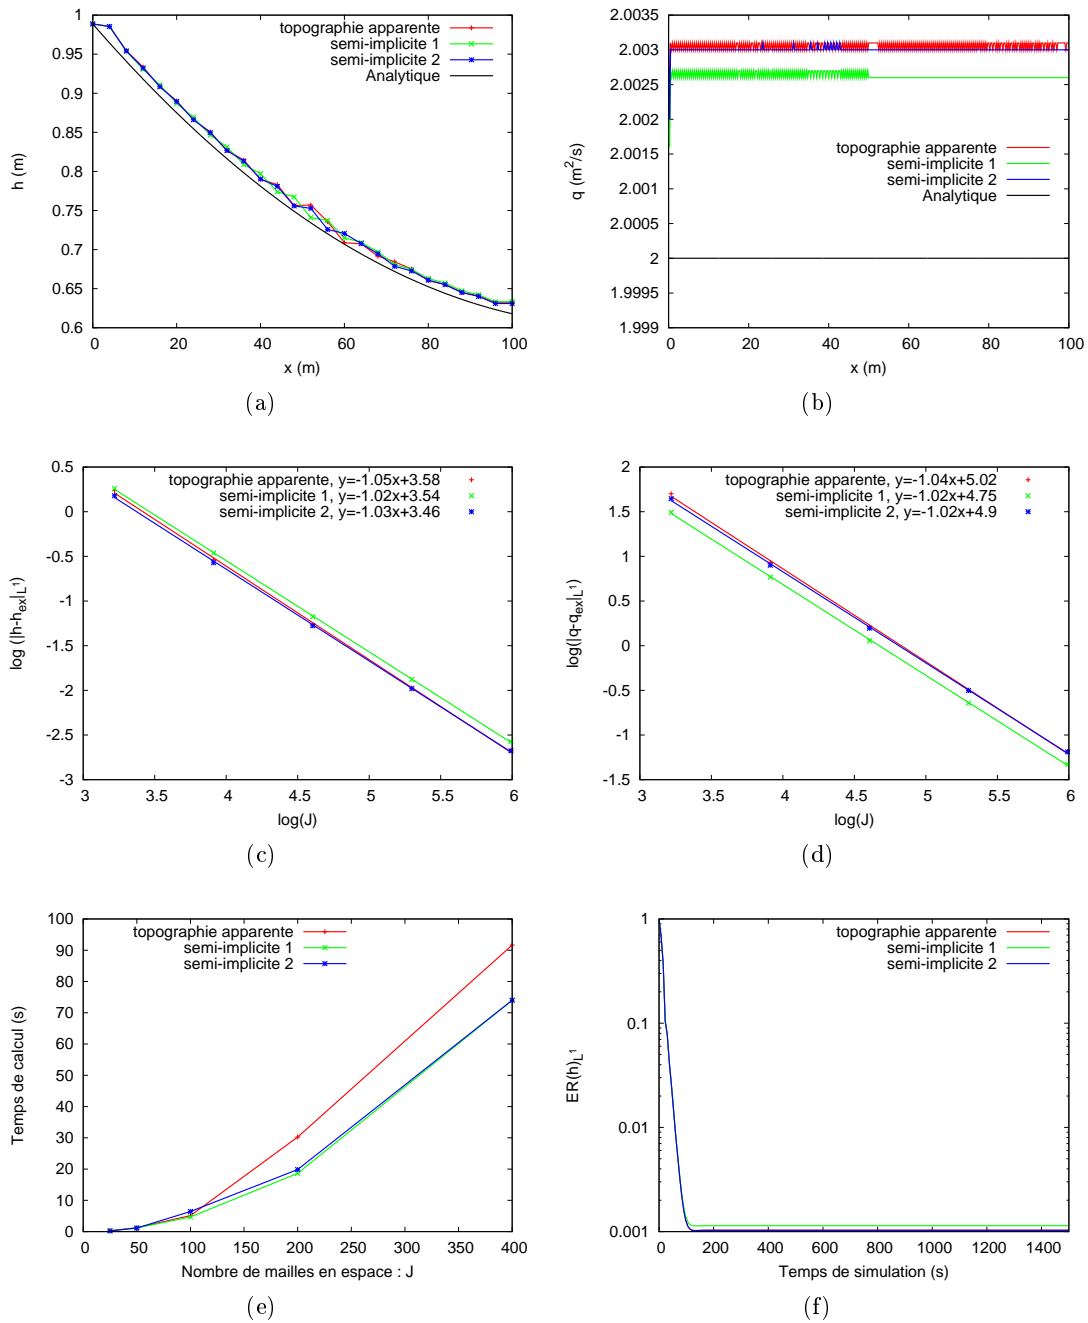 topographie apparente
semi-implicite 1
semi-implicite 2
Analytique
1
0.95
0.9
0.85
0.8
0.75
0.7
0.65
0.6
h (m)
0 20 40 60 80 100
x (m)
(a)
2.0035
2.003
2.0025
2.002
2.0015
2.001
2.0005
2
1.9995
1.999
q (m²/s)
topographie apparente
semi-implicite 1
semi-implicite 2
Analytique
0 20 40 60 80 100
x (m)
(b)
topographie apparente, y=-1.05x+3.58
semi-implicite 1, y=-1.02x+3.54
semi-implicite 2, y=-1.03x+3.46
0.5
0
-0.5
-1
-1.5
-2
-2.5
-3
log (|h-h_ex|_L¹)
3 3.5 4 4.5 5 5.5 6
log(J)
(c)
topographie apparente, y=-1.04x+5.02
semi-implicite 1, y=-1.02x+4.75
semi-implicite 2, y=-1.02x+4.9
2
1.5
1
0.5
0
-0.5
-1
-1.5
log(|q-q_ex|_L¹)
3 3.5 4 4.5 5 5.5 6
log(J)
(d)
topographie apparente
semi-implicite 1
semi-implicite 2
100
90
80
70
60
50
40
30
20
10
0
Temps de calcul (s)
0 50 100 150 200 250 300 350 400
Nombre de mailles en espace : J
(e)
topographie apparente
semi-implicite 1
semi-implicite 2
1
0.1
0.01
0.001
ER(h)_L¹
0 200 400 600 800 1000 1200 1400
Temps de simulation (s)
(f)